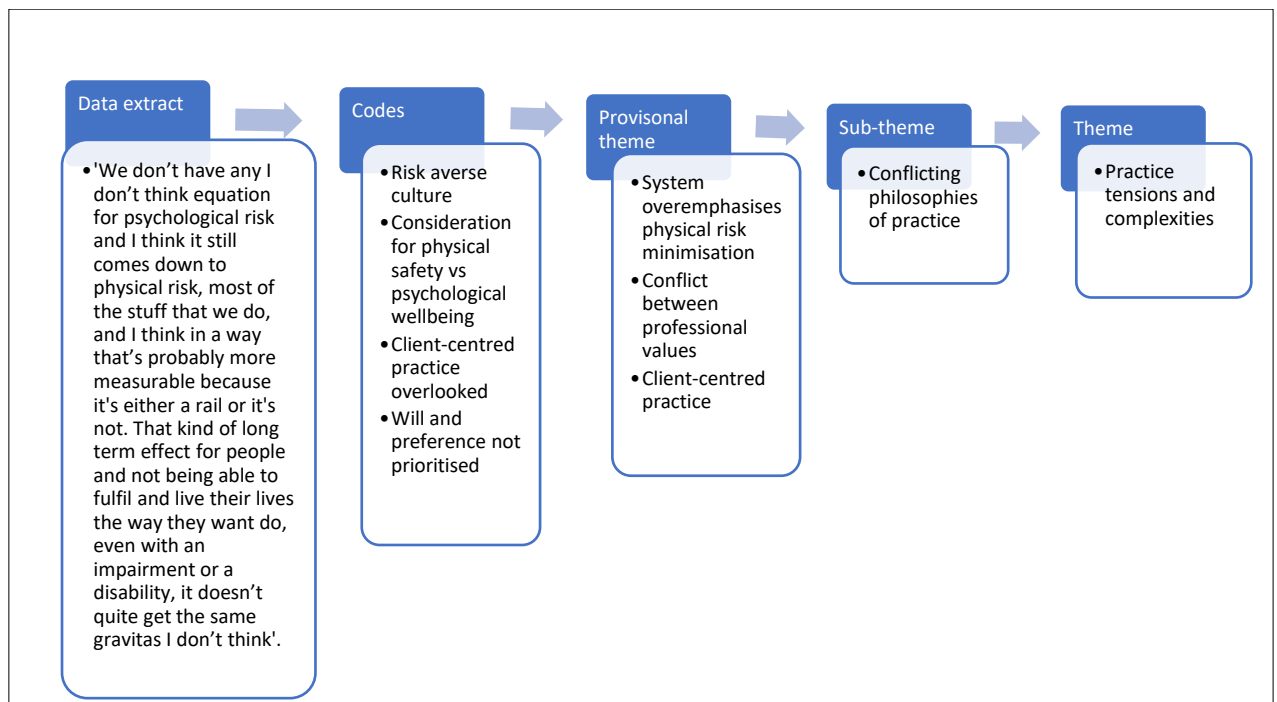 Data extract
• 'We don’t have any I
don’t think equation
for psychological risk
and I think it still
comes down to
physical risk, most of
the stuff that we do,
and I think in a way
that’s probably more
measurable because
it's either a rail or it's
not. That kind of long
term effect for people
and not being able to
fulfil and live their lives
the way they want do,
even with an
impairment or a
disability, it doesn’t
quite get the same
gravitas I don’t think'.
Codes
• Risk averse
culture
• Consideration
for physical
safety vs
psychological
wellbeing
• Client-centred
practice
overlooked
• Will and
preference not
prioritised
Provisonal
theme
• System
overemphasises
physical risk
minimisation
• Conflict
between
professional
values
• Client-centred
practice
Sub-theme
• Conflicting
philosophies
of practice
Theme
• Practice
tensions and
complexities